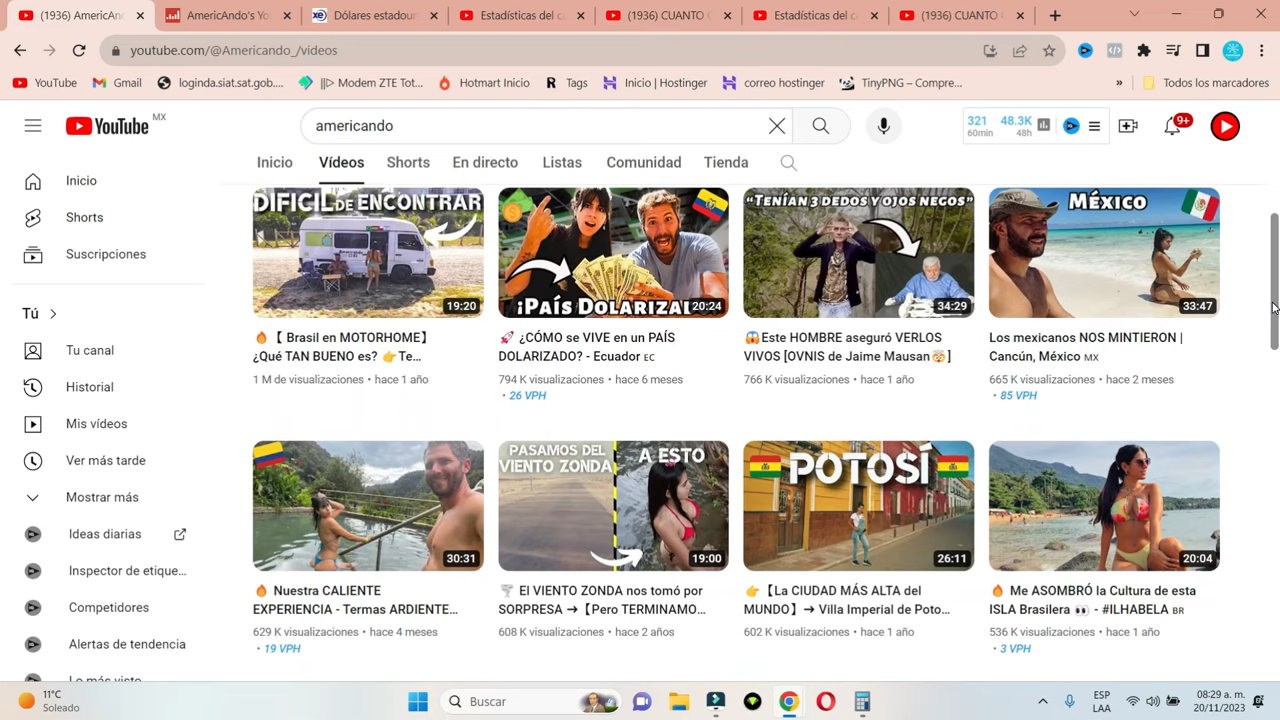 (1936) AmericAn
AmericAndo's Yo
Dólares estadour
Estadísticas del c
(1936) CUANTO
Estadísticas del c
(1936) CUANTO
youtube.com/@Americando_/videos
YouTube
Gmail
loginda.siat.sat.gob....
||▷ Modem ZTE Tot...
Hotmart Inicio
R Tags
Inicio | Hostinger
correo hostinger
TinyPNG – Compre...
»
Todos los marcadores
YouTube MX
americando
321 60min
48.3K 48h
9+
Inicio
Vídeos
Shorts
En directo
Listas
Comunidad
Tienda
Inicio
Shorts
Suscripciones
Tú
Tu canal
Historial
Mis vídeos
Ver más tarde
Mostrar más
Ideas diarias
Inspector de etique...
Competidores
Alertas de tendencia
Lo más visto
DIFICIL DE ENCONTRAR
19:20
🔥【 Brasil en MOTORHOME】
¿Qué TAN BUENO es? 👉 Te...
1 M de visualizaciones • hace 1 año
¡País DOLARIZA
20:24
🚀 ¿CÓMO se VIVE en un PAÍS
DOLARIZADO? - Ecuador EC
794 K visualizaciones • hace 6 meses
• 26 VPH
“TENÍAN 3 DEDOS Y OJOS NEGOS”
34:29
😱Este HOMBRE aseguró VERLOS
VIVOS [OVNIS de Jaime Mausan🤯]
766 K visualizaciones • hace 1 año
MÉXICO
33:47
Los mexicanos NOS MINTIERON |
Cancún, México MX
665 K visualizaciones • hace 2 meses
• 85 VPH
30:31
🔥 Nuestra CALIENTE
EXPERIENCIA - Termas ARDIENTE...
629 K visualizaciones • hace 4 meses
• 19 VPH
PASAMOS DEL
VIENTO ZONDA
A ESTO
19:00
🌪 El VIENTO ZONDA nos tomó por
SORPRESA →【Pero TERMINAMO...
608 K visualizaciones • hace 2 años
POTOSÍ
26:11
👉【La CIUDAD MÁS ALTA del
MUNDO】→ Villa Imperial de Poto...
602 K visualizaciones • hace 1 año
20:04
🔥 Me ASOMBRÓ la Cultura de esta
ISLA Brasilera 👀 - #ILHABELA BR
536 K visualizaciones • hace 1 año
• 3 VPH
11°C
Soleado
Buscar
ESP
LAA
08:29 a. m.
20/11/2023